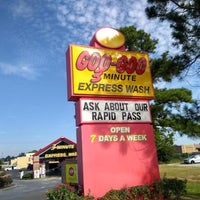 GOO-GOO
3 MINUTE
EXPRESS WASH
ASK ABOUT OUR
RAPID PASS
OPEN
7 DAYS A WEEK
3-MINUTE
EXPRESS WASH